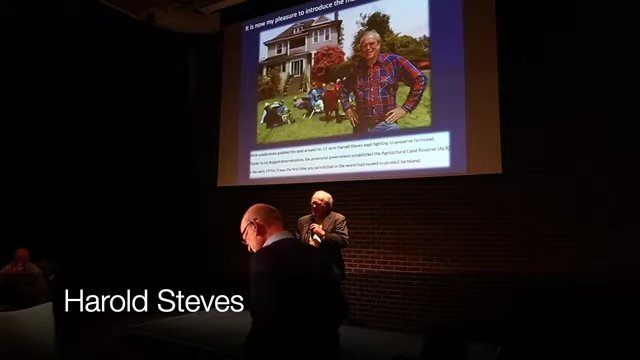 It is now my pleasure to introduce the
subdivisions gobbled the land around his 11 acre Harold Steves kept fighting to preserve farmland.
Thanks to his dogged determination, the provincial government established the Agricultural Land Reserve (ALR)
in the early 1970s. It was the first time any jurisdiction in the world had moved to protect farmland.
Harold Steves